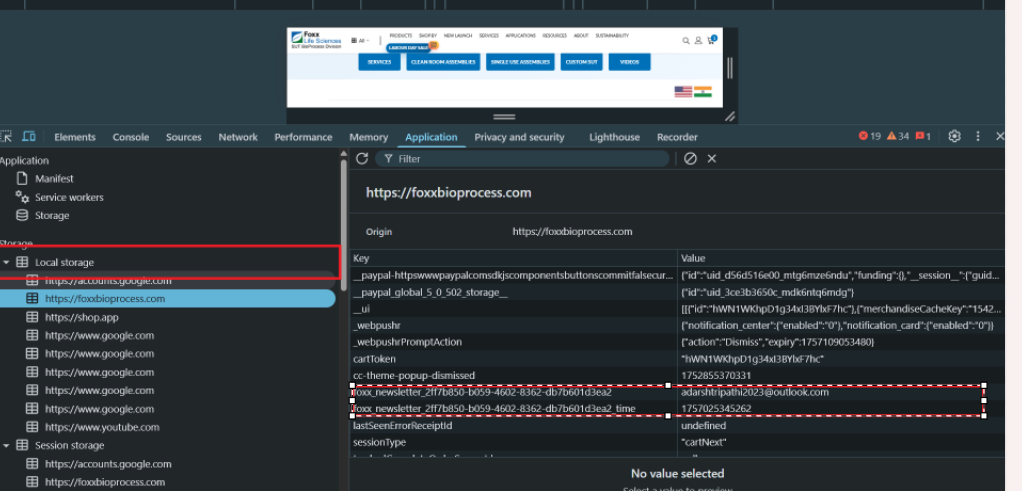 Foxx
Life Sciences
SUT BioProcess Division
All
PRODUCTS SHOP BY NEW LAUNCH SERVICES APPLICATIONS RESOURCES ABOUT SUSTAINABILITY
LABOUR DAY SALE
SERVICES CLEAN ROOM ASSEMBLIES SINGLE USE ASSEMBLIES CUSTOM SUT VIDEOS
Elements Console Sources Network Performance Memory Application Privacy and security Lighthouse Recorder 19 34 1
Application
Manifest
Service workers
Storage
Storage
Local storage
https://accounts.google.com
https://foxxbioprocess.com
https://shop.app
https://www.google.com
https://www.google.com
https://www.google.com
https://www.google.com
https://www.google.com
https://www.youtube.com
Session storage
https://accounts.google.com
https://foxxbioprocess.com
Filter
https://foxxbioprocess.com
Origin https://foxxbioprocess.com
Key Value
__paypal-httpswwwpaypalcomsdkjscomponentsbuttonscommitfalsecur... {"id":"uid_d56d516e00_mtg6mze6ndu","funding":{},"__session__":{"guid...
__paypal_global_5_0_502_storage__ {"id":"uid_3ce3b3650c_mdk6ntq6mdg"}
__ui [[{"id":"hWN1WKhpD1g34xI3BYlxF7hc"},{"merchandiseCacheKey":"1542...
_webpushr {"notification_center":{"enabled":"0"},"notification_card":{"enabled":"0"}}
_webpushrPromptAction {"action":"Dismiss","expiry":1757109053480}
cartToken "hWN1WKhpD1g34xI3BYlxF7hc"
cc-theme-popup-dismissed 1752855370331
foxx_newsletter_2ff7b850-b059-4602-8362-db7b601d3ea2 adarshtripathi2023@outlook.com
foxx_newsletter_2ff7b850-b059-4602-8362-db7b601d3ea2_time 1757025345262
lastSeenErrorReceiptId undefined
sessionType "cartNext"
No value selected
Select a value to preview